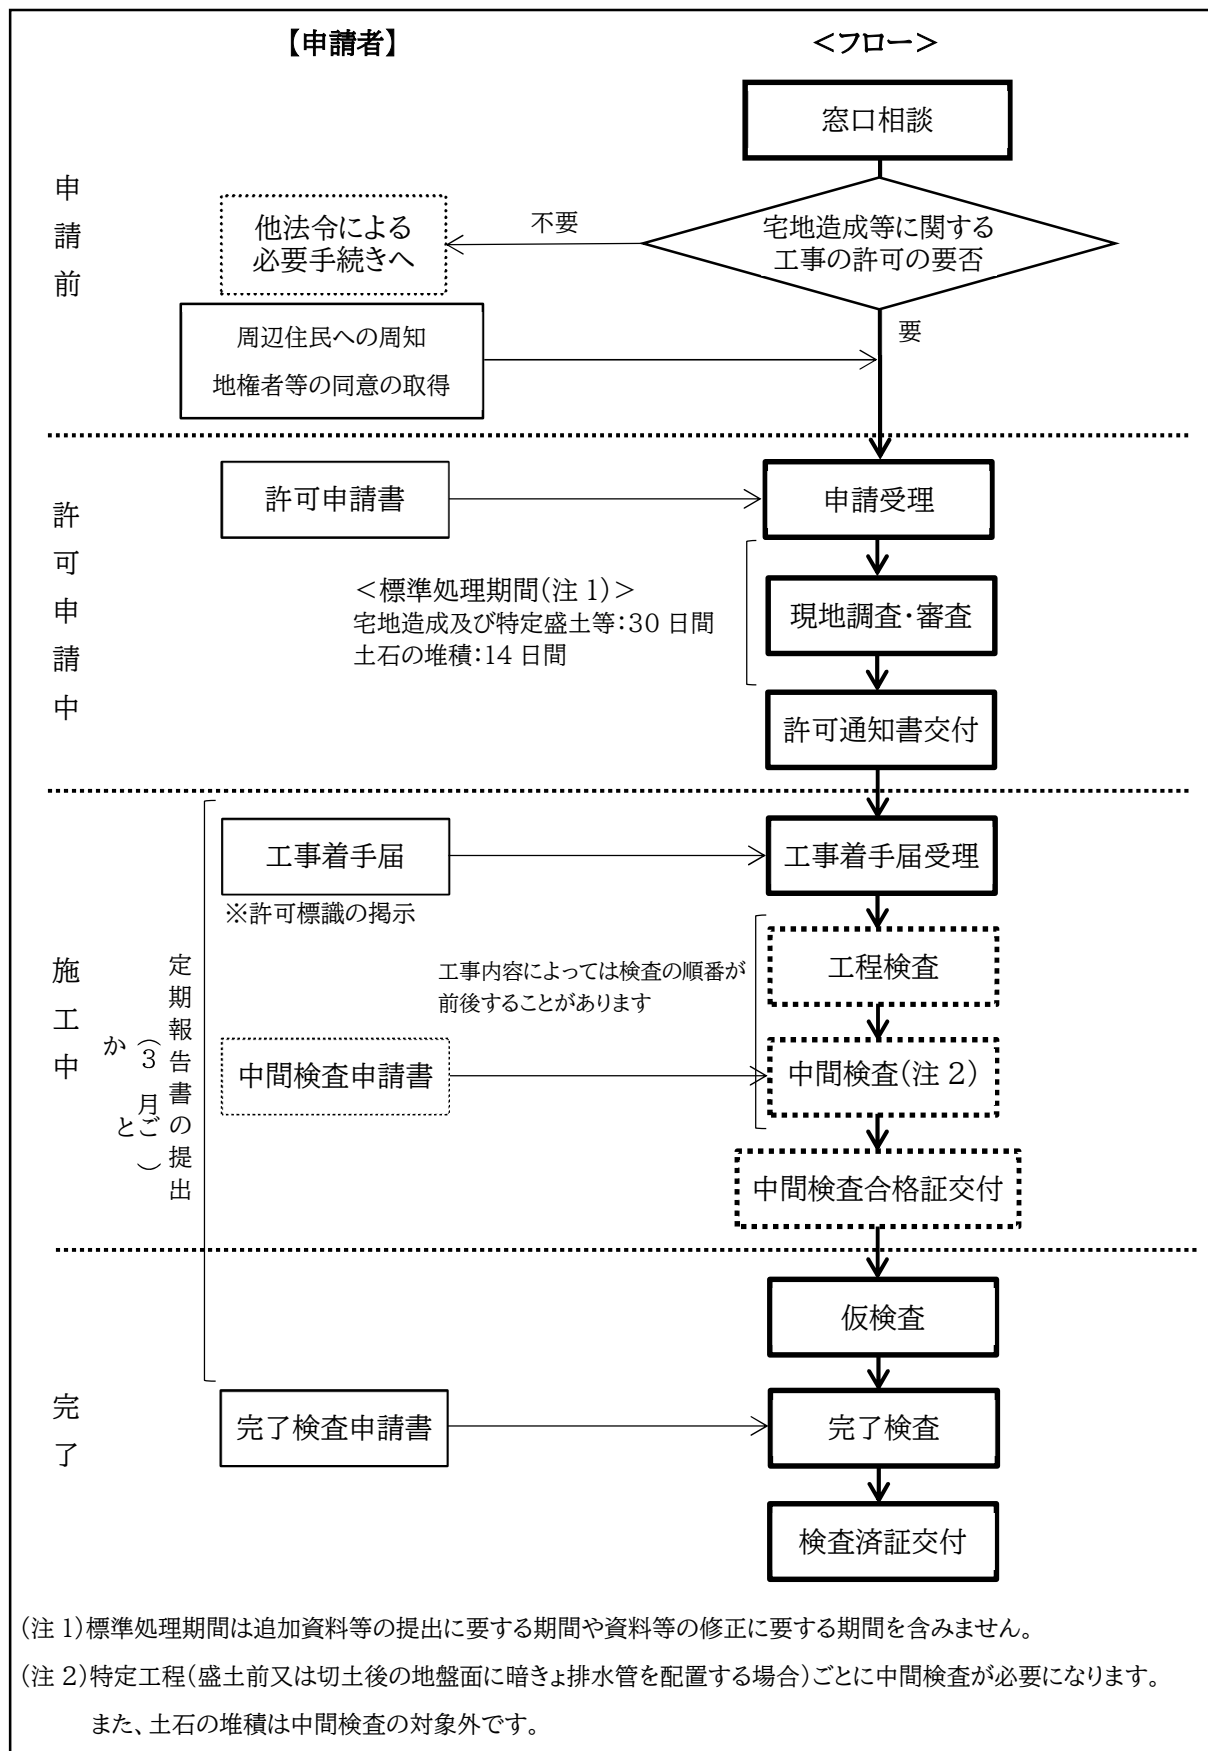 【申請者】
＜フロー＞
申請前
窓口相談
宅地造成等に関する
工事の許可の要否
不要
他法令による
必要手続きへ
要
周辺住民への周知
地権者等の同意の取得
許可申請中
許可申請書
申請受理
＜標準処理期間(注1)＞
宅地造成及び特定盛土等:30日間
土石の堆積:14日間
現地調査・審査
許可通知書交付
施工中
定期報告書の提出
(3か月ごと)
工事着手届
※許可標識の掲示
工事着手届受理
工程検査
工事内容によっては検査の順番が
前後することがあります
中間検査申請書
中間検査(注2)
中間検査合格証交付
完了
仮検査
完了検査申請書
完了検査
検査済証交付
(注1)標準処理期間は追加資料等の提出に要する期間や資料等の修正に要する期間を含みません。
(注2)特定工程(盛土前又は切土後の地盤面に暗きょ排水管を配置する場合)ごとに中間検査が必要になります。
また、土石の堆積は中間検査の対象外です。